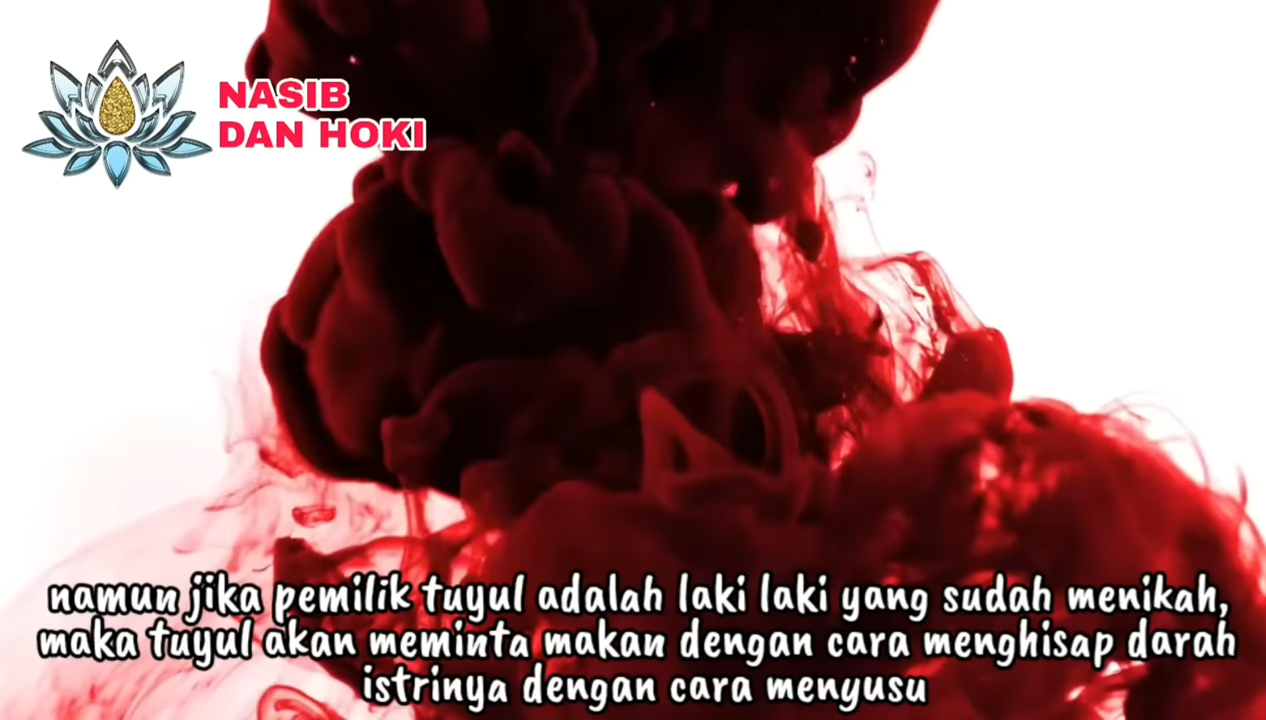 NASIB
DAN HOKI
namun jika pemilik tuyul adalah laki laki yang sudah menikah,
maka tuyul akan meminta makan dengan cara menghisap darah
istrinya dengan cara menyusu